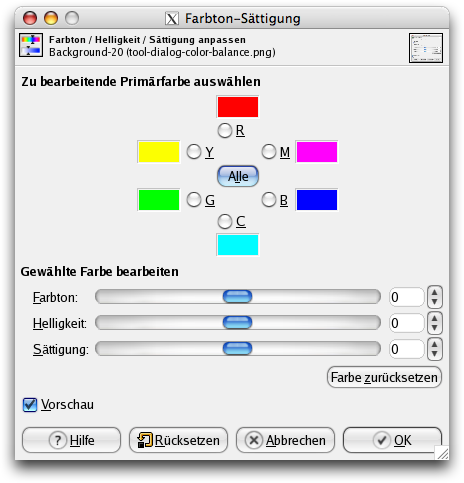 Farbton-Sättigung
Farbton / Helligkeit / Sättigung anpassen
Background-20 (tool-dialog-color-balance.png)
Zu bearbeitende Primärfarbe auswählen
R
Y M
Alle
G B
C
Gewählte Farbe bearbeiten
Farbton: 0
Helligkeit: 0
Sättigung: 0
Farbe zurücksetzen
Vorschau
Hilfe Rücksetzen Abbrechen OK